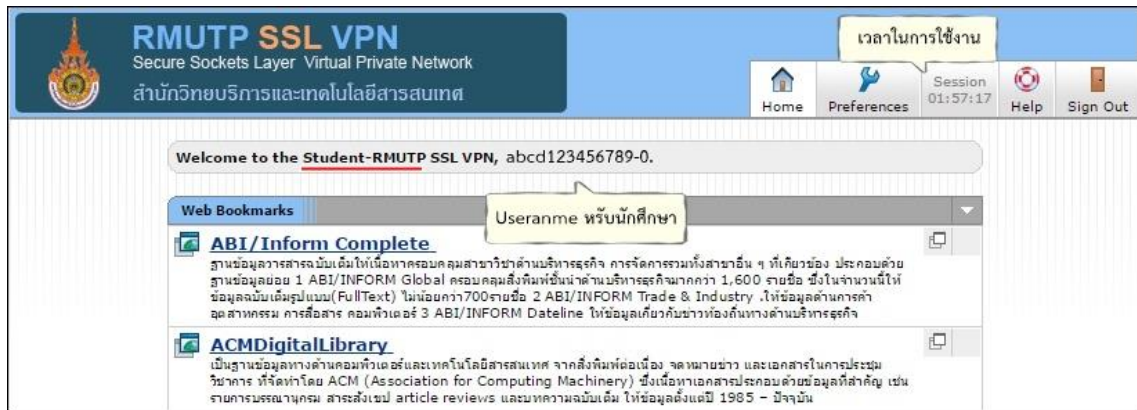 RMUTP SSL VPN
Secure Sockets Layer Virtual Private Network
สำนักวิทยบริการและเทคโนโลยีสารสนเทศ
เวลาในการใช้งาน
Home
Preferences
Session
01:57:17
Help
Sign Out
Welcome to the Student-RMUTP SSL VPN, abcd123456789-0.
Useranme หรับนักศึกษา
Web Bookmarks
ABI/Inform Complete
ฐานข้อมูลวารสารฉบับเต็มให้เนื้อหาครอบคลุมสาขาวิชาด้านบริหารธุรกิจ การจัดการรวมทั้งสาขาอื่น ๆ ที่เกี่ยวข้อง ประกอบด้วย
ฐานข้อมูลย่อย 1 ABI/INFORM Global ครอบคลุมสิ่งพิมพ์ชั้นนำด้านบริหารธุรกิจมากกว่า 1,600 รายชื่อ ซึ่งในจำนวนนี้ให้
ข้อมูลฉบับเต็มรูปแบบ(FullText) ไม่น้อยกว่า700รายชื่อ 2 ABI/INFORM Trade & Industry .ให้ข้อมูลด้านการค้า
อุตสาหกรรม การสื่อสาร คอมพิวเตอร์ 3 ABI/INFORM Dateline ให้ข้อมูลเกี่ยวกับข่าวท้องถิ่นทางด้านบริหารธุรกิจ
ACMDigitalLibrary
เป็นฐานข้อมูลทางด้านคอมพิวเตอร์และเทคโนโลยีสารสนเทศ จากสิ่งพิมพ์ต่อเนื่อง จดหมายข่าว และเอกสารในการประชุม
วิชาการ ที่จัดทำโดย ACM (Association for Computing Machinery) ซึ่งเนื้อหาเอกสารประกอบด้วยข้อมูลที่สำคัญ เช่น
รายการบรรณานุกรม สาระสังเขป article reviews และบทความฉบับเต็ม ให้ข้อมูลตั้งแต่ปี 1985 – ปัจจุบัน